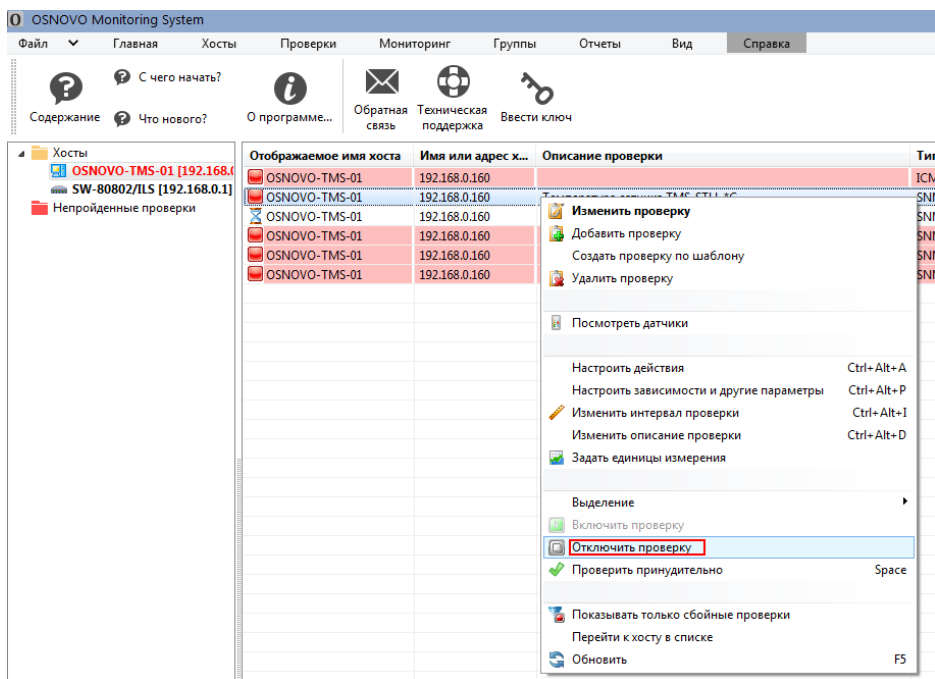 OSNOVO Monitoring System
Файл Главная Хосты Проверки Мониторинг Группы Отчеты Вид Справка
Содержание
С чего начать?
Что нового?
О программе...
Обратная связь
Техническая поддержка
Ввести ключ
Хосты
OSNOVO-TMS-01 [192.168.
SW-80802/ILS [192.168.0.1]
Непройденные проверки
Отображаемое имя хоста Имя или адрес х... Описание проверки Ти
OSNOVO-TMS-01 192.168.0.160 ICM
OSNOVO-TMS-01 192.168.0.160 Температура датчика TMS-STH, *C
OSNOVO-TMS-01 192.168.0.160
OSNOVO-TMS-01 192.168.0.160
OSNOVO-TMS-01 192.168.0.160
OSNOVO-TMS-01 192.168.0.160
Изменить проверку
Добавить проверку
Создать проверку по шаблону
Удалить проверку
Посмотреть датчики
Настроить действия Ctrl+Alt+A
Настроить зависимости и другие параметры Ctrl+Alt+P
Изменить интервал проверки Ctrl+Alt+I
Изменить описание проверки Ctrl+Alt+D
Задать единицы измерения
Выделение
Включить проверку
Отключить проверку
Проверить принудительно Space
Показывать только сбойные проверки
Перейти к хосту в списке
Обновить F5